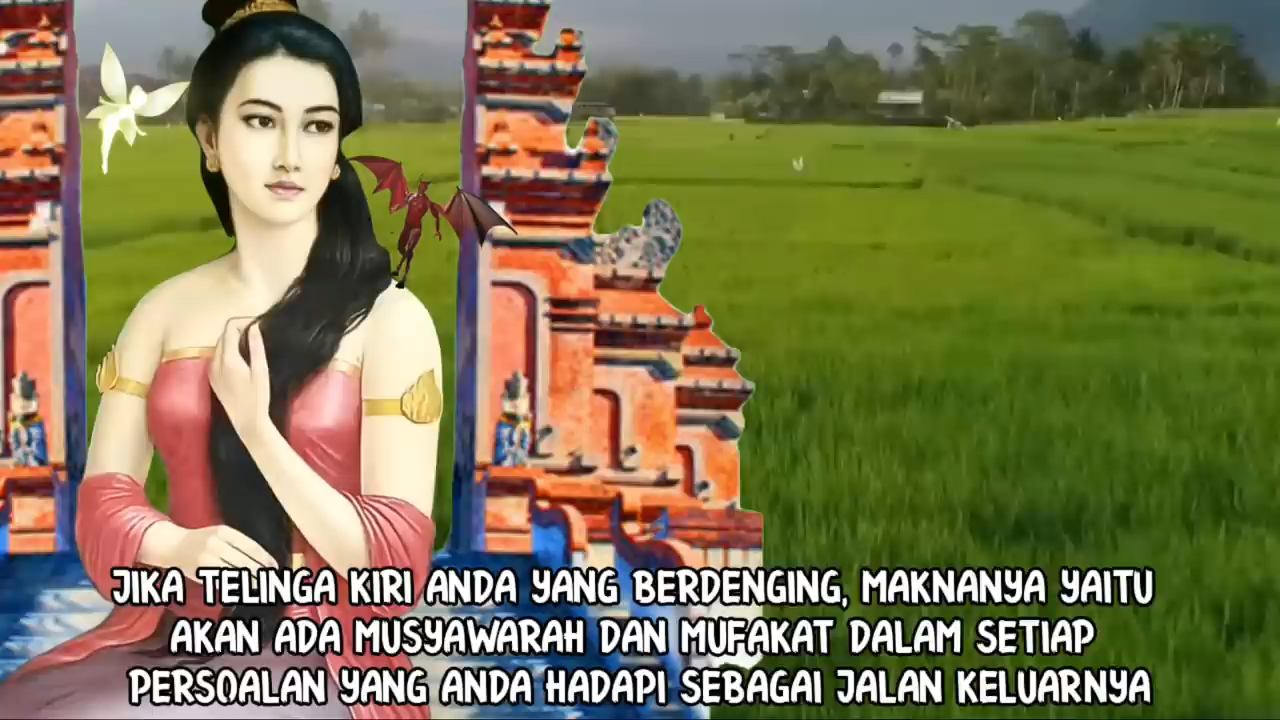 JIKA TELINGA KIRI ANDA YANG BERDENGING, MAKNANYA YAITU
AKAN ADA MUSYAWARAH DAN MUFAKAT DALAM SETIAP
PERSOALAN YANG ANDA HADAPI SEBAGAI JALAN KELUARNYA